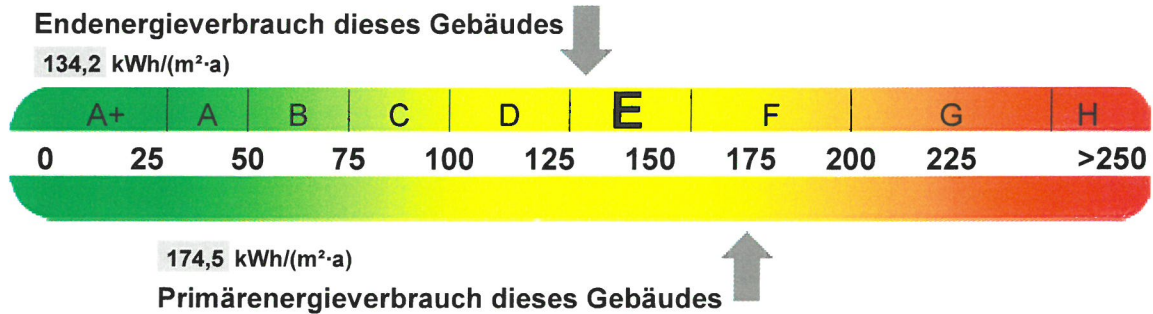 Endenergieverbrauch dieses Gebäudes
134,2 kWh/(m²·a)
A+ A B C D E F G H
0 25 50 75 100 125 150 175 200 225 >250
174,5 kWh/(m²·a)
Primärenergieverbrauch dieses Gebäudes